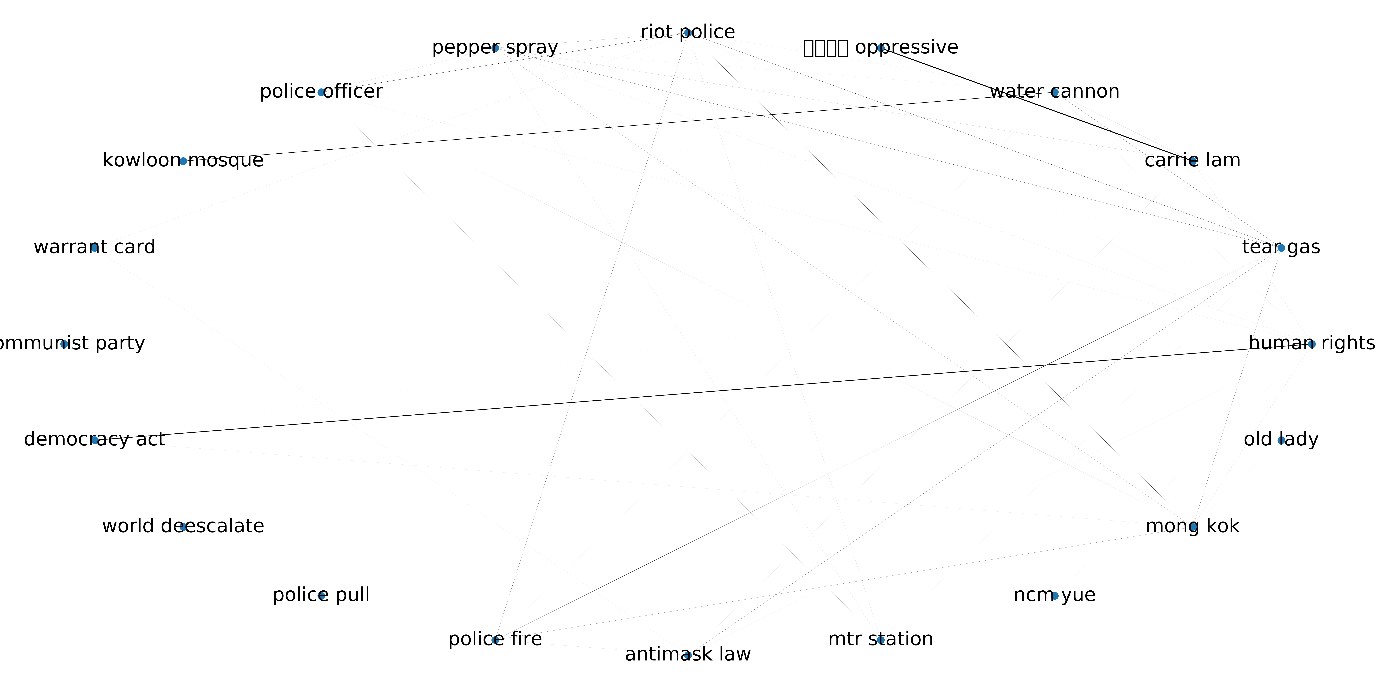 riot police
pepper spray
oppressive
police officer
water cannon
kowloon mosque
carrie lam
warrant card
tear gas
ommunist party
human rights
democracy act
old lady
world deescalate
mong kok
police pull
ncm yue
police fire
mtr station
antimask law